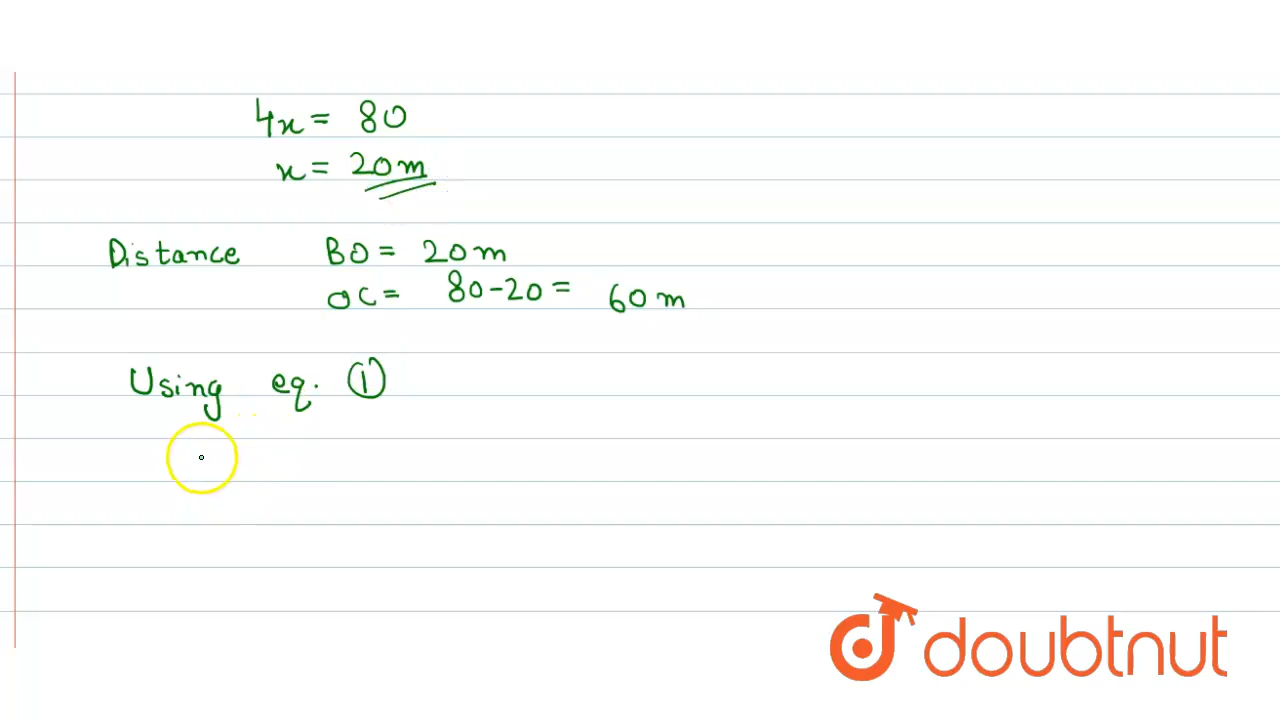 4x = 80
x = 20m
Distance BO = 20m
OC = 80-20 = 60m
Using eq. ①
doubtnut